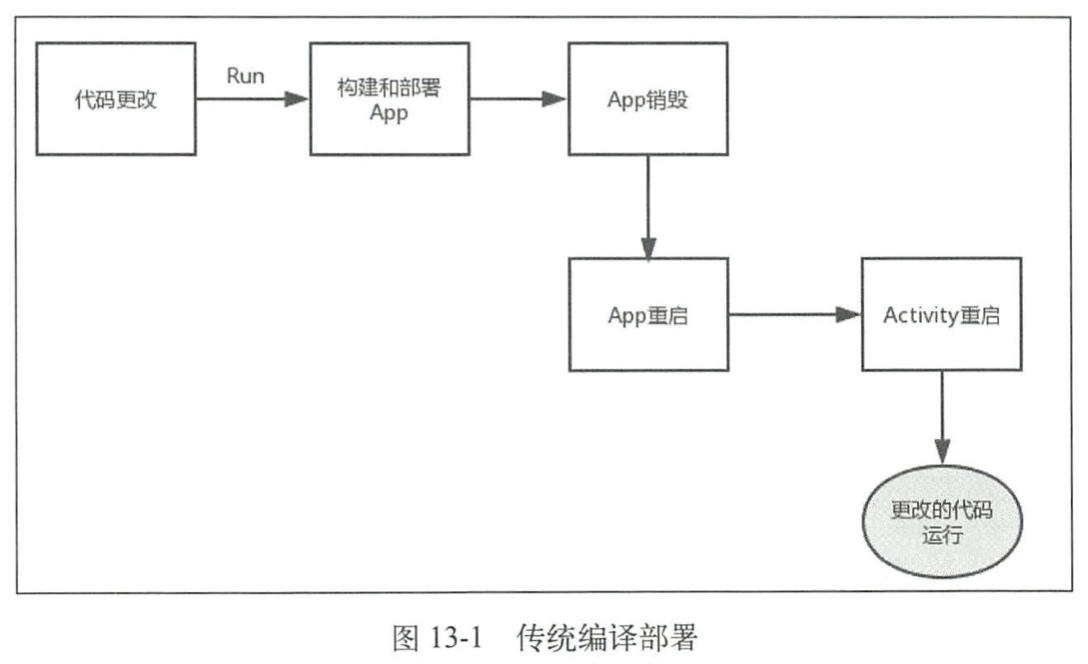 代码更改
Run
构建和部署
App
App销毁
App重启
Activity重启
更改的代码
运行
图 13-1 传统编译部署